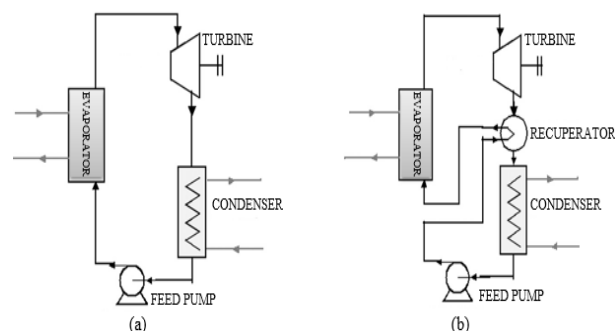 TURBINE
EVAPORATOR
CONDENSER
FEED PUMP
(a)
TURBINE
EVAPORATOR
RECUPERATOR
CONDENSER
FEED PUMP
(b)